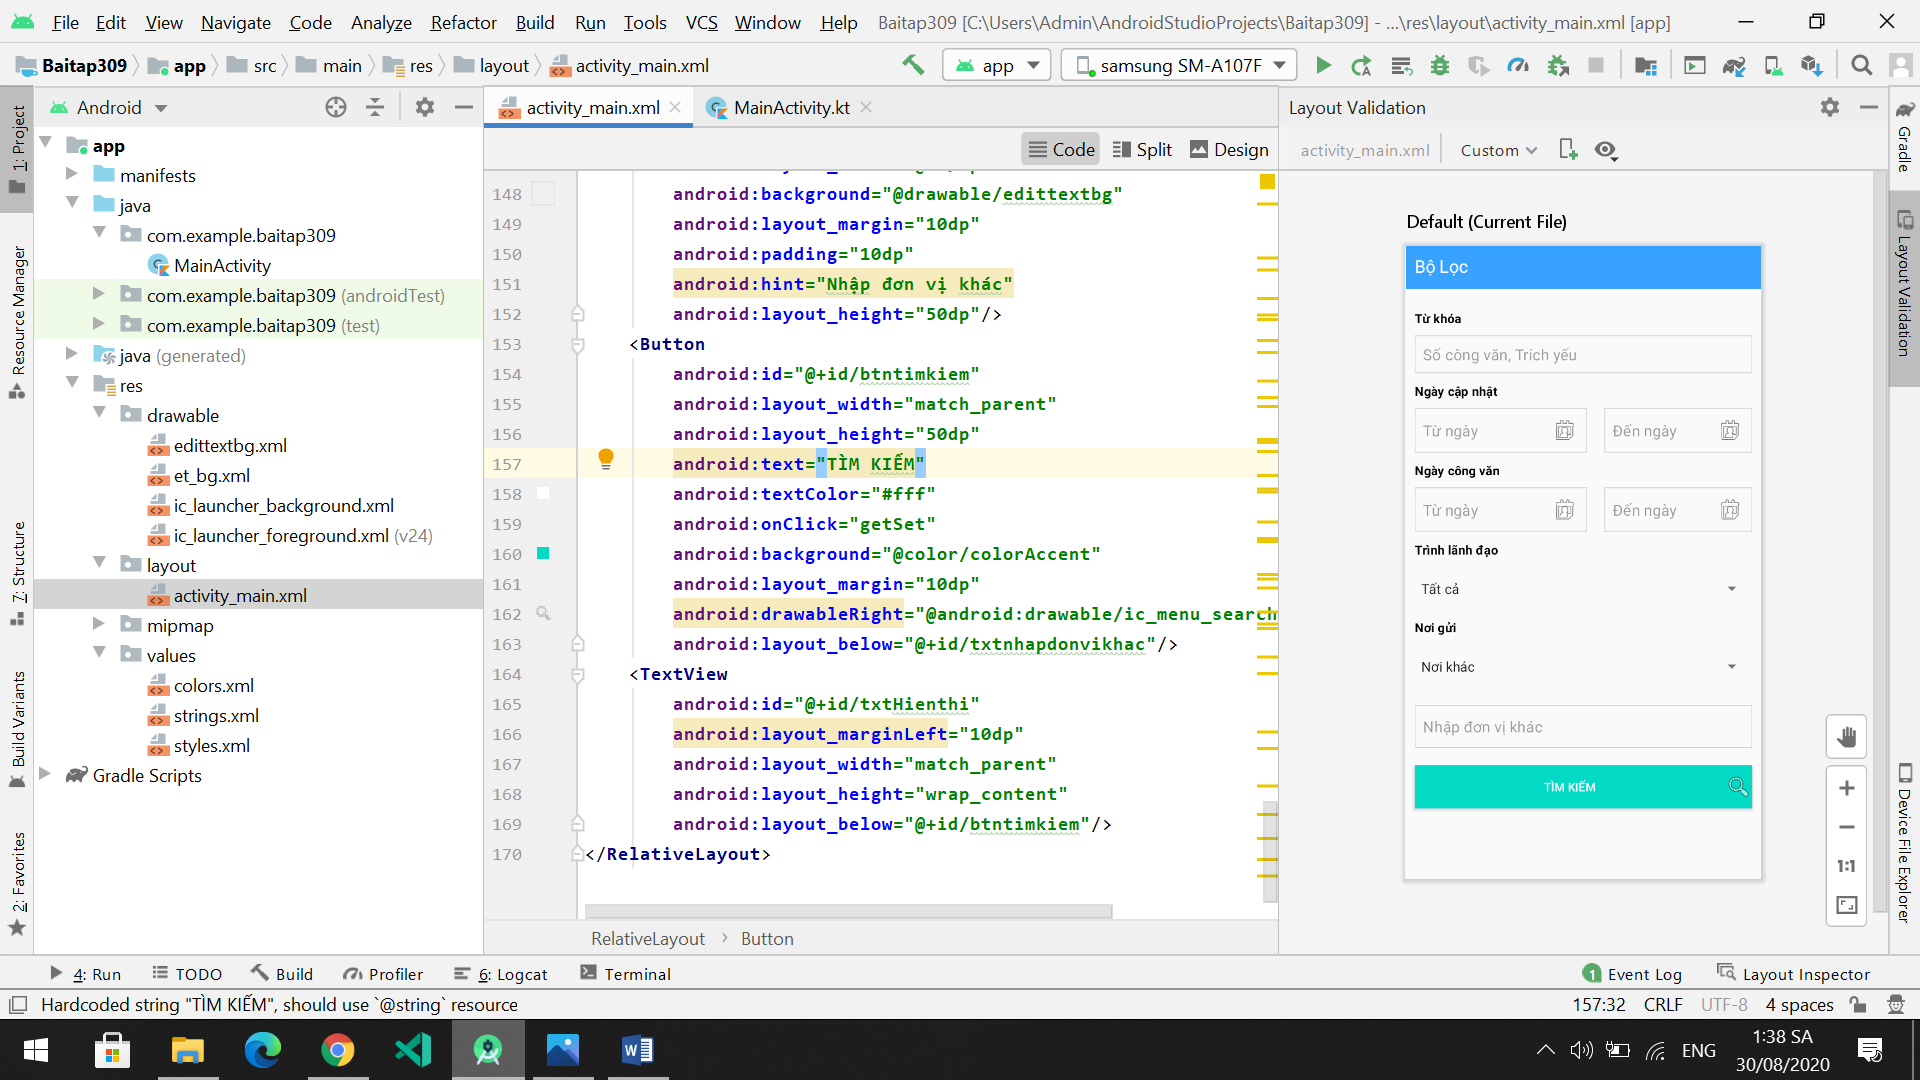 File Edit View Navigate Code Analyze Refactor Build Run Tools VCS Window Help Baitap309 [C:\Users\Admin\AndroidStudioProjects\Baitap309] - ...\res\layout\activity_main.xml [app]
Baitap309 app src main res layout activity_main.xml app samsung SM-A107F
1: Project
Resource Manager
7: Structure
Build Variants
2: Favorites
Android
app
manifests
java
com.example.baitap309
MainActivity
com.example.baitap309 (androidTest)
com.example.baitap309 (test)
java (generated)
res
drawable
edittextbg.xml
et_bg.xml
ic_launcher_background.xml
ic_launcher_foreground.xml (v24)
layout
activity_main.xml
mipmap
values
colors.xml
strings.xml
styles.xml
Gradle Scripts
activity_main.xml MainActivity.kt
Code Split Design
148 android:background="@drawable/edittextbg"
149 android:layout_margin="10dp"
150 android:padding="10dp"
151 android:hint="Nhập đơn vị khác"
152 android:layout_height="50dp"/>
153 <Button
154 android:id="@+id/btntimkiem"
155 android:layout_width="match_parent"
156 android:layout_height="50dp"
157 android:text="TÌM KIẾM"
158 android:textColor="#fff"
159 android:onClick="getSet"
160 android:background="@color/colorAccent"
161 android:layout_margin="10dp"
162 android:drawableRight="@android:drawable/ic_menu_search
163 android:layout_below="@+id/txtnhapdonvikhac"/>
164 <TextView
165 android:id="@+id/txtHienthi"
166 android:layout_marginLeft="10dp"
167 android:layout_width="match_parent"
168 android:layout_height="wrap_content"
169 android:layout_below="@+id/btntimkiem"/>
170 </RelativeLayout>
RelativeLayout Button
Layout Validation
activity_main.xml Custom
Default (Current File)
Bộ Lọc
Từ khóa
Số công văn, Trích yếu
Ngày cập nhật
Từ ngày Đến ngày
Ngày công văn
Từ ngày Đến ngày
Trình lãnh đạo
Tất cả
Nơi gửi
Nơi khác
Nhập đơn vị khác
TÌM KIẾM
1:1
Gradle
Layout Validation
Device File Explorer
4: Run TODO Build Profiler 6: Logcat Terminal 1 Event Log Layout Inspector
Hardcoded string "TÌM KIẾM", should use `@string` resource 157:32 CRLF UTF-8 4 spaces
ENG 1:38 SA
30/08/2020